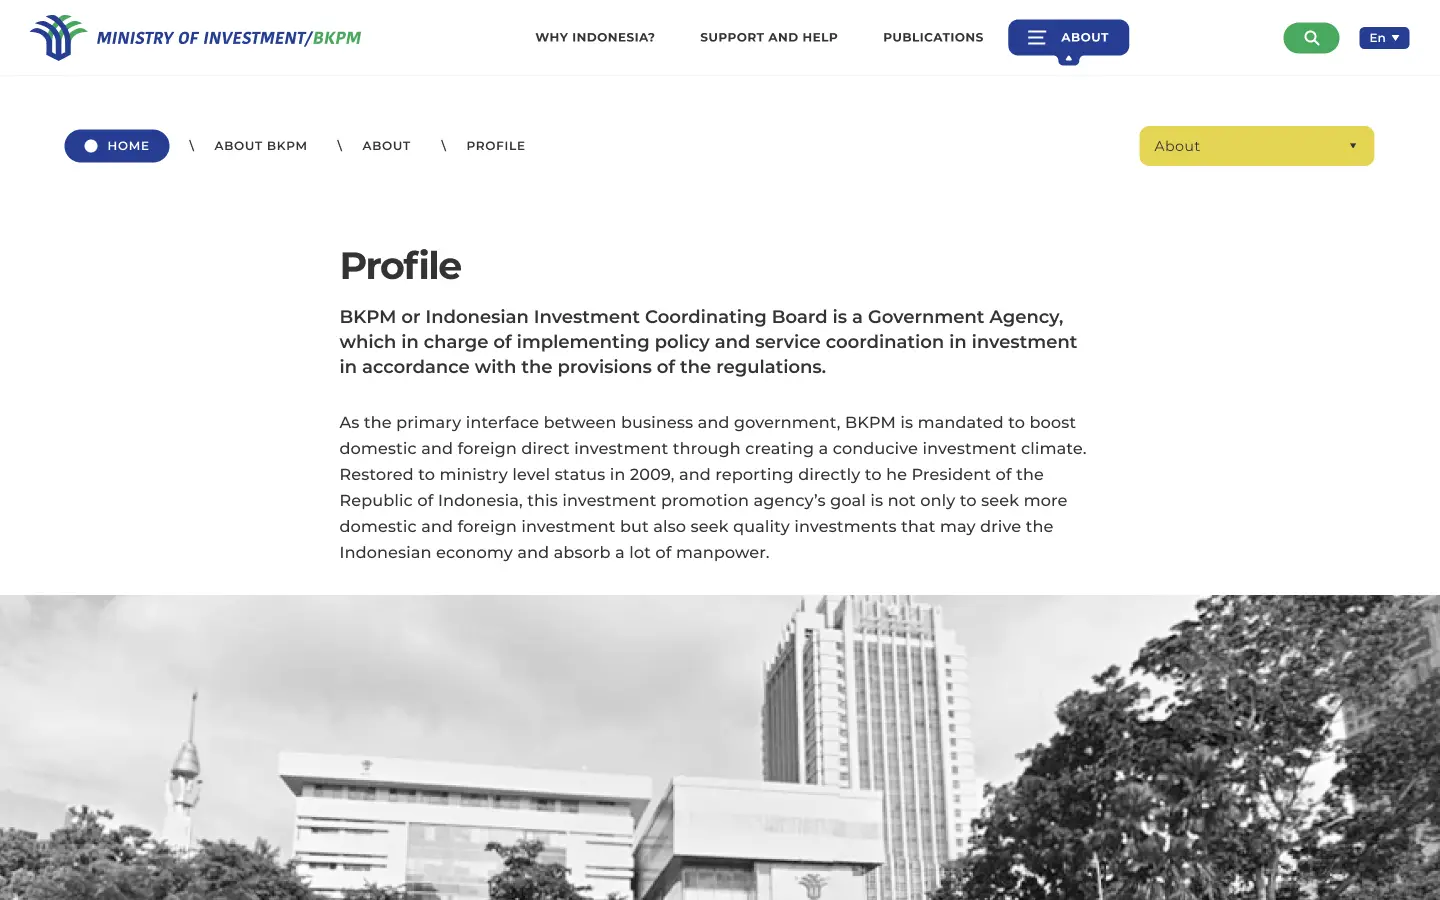 MINISTRY OF INVESTMENT/BKPM
WHY INDONESIA?
SUPPORT AND HELP
PUBLICATIONS
ABOUT
En
HOME \ ABOUT BKPM \ ABOUT \ PROFILE
About
Profile
BKPM or Indonesian Investment Coordinating Board is a Government Agency,
which in charge of implementing policy and service coordination in investment
in accordance with the provisions of the regulations.
As the primary interface between business and government, BKPM is mandated to boost
domestic and foreign direct investment through creating a conducive investment climate.
Restored to ministry level status in 2009, and reporting directly to he President of the
Republic of Indonesia, this investment promotion agency’s goal is not only to seek more
domestic and foreign investment but also seek quality investments that may drive the
Indonesian economy and absorb a lot of manpower.